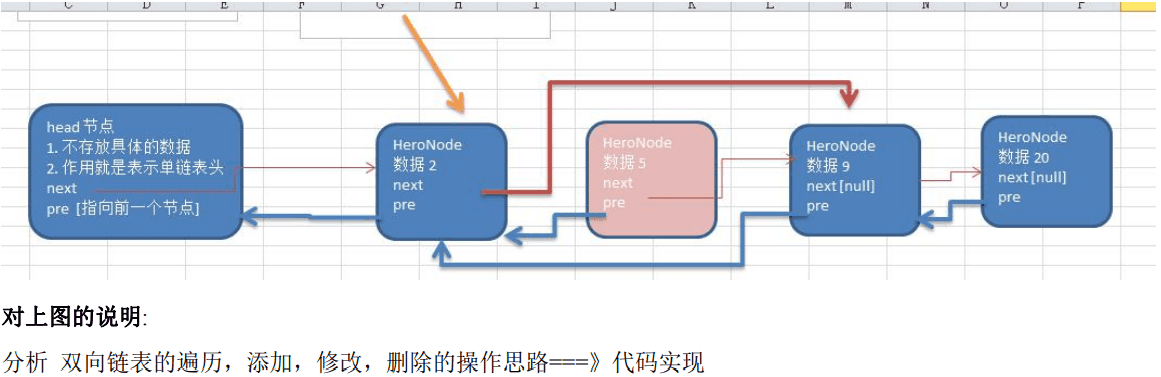 C D E F G H I J K L M N O P
head 节点
1. 不存放具体的数据
2. 作用就是表示单链表头
next
pre [指向前一个节点]
HeroNode
数据 2
next
pre
HeroNode
数据 5
next
pre
HeroNode
数据 9
next[null]
pre
HeroNode
数据 20
next[null]
pre
对上图的说明:
分析 双向链表的遍历，添加，修改，删除的操作思路===》代码实现